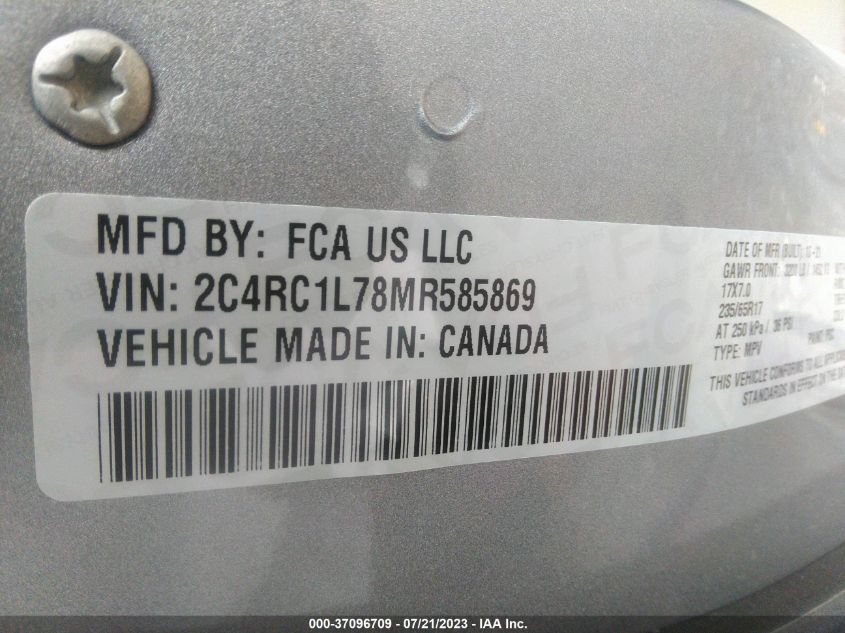 MFD BY: FCA US LLC
VIN: 2C4RC1L78MR585869
VEHICLE MADE IN: CANADA
DATE OF MFR (BUILT):
GAWR FRONT:
17X7.0
235/65R17
AT 250 kPa / 36 PSI
TYPE: MPV
THIS VEHICLE CONFORMS TO ALL
STANDARDS IN EFFECT ON THE
000-37096709 - 07/21/2023 - IAA Inc.